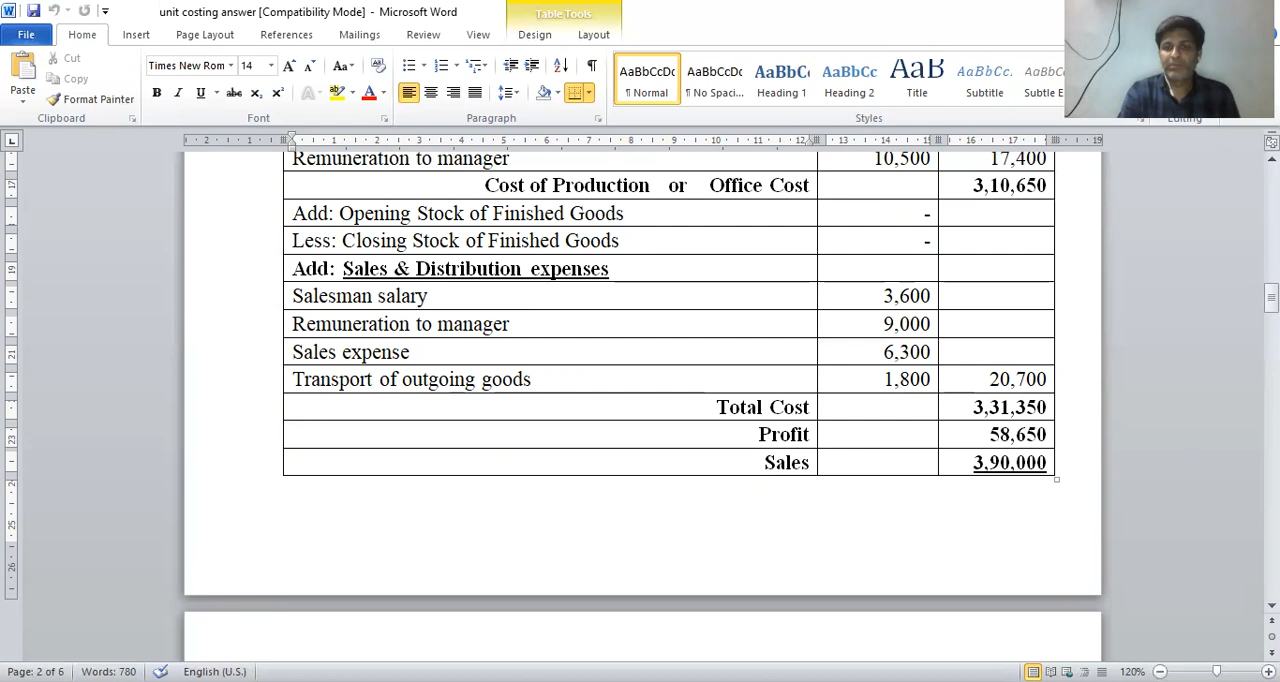 unit costing answer [Compatibility Mode] - Microsoft Word
Table Tools
File Home Insert Page Layout References Mailings Review View Design Layout
Cut
Copy
Paste
Format Painter
Clipboard
Times New Rom 14
Font
Paragraph
AaBbCcDc AaBbCcDc AaBbCc AaBbCc AaB AaBbCc. AaBbCc
¶ Normal ¶ No Spaci... Heading 1 Heading 2 Title Subtitle Subtle E
Styles
Remuneration to manager 10,500 17,400
Cost of Production or Office Cost 3,10,650
Add: Opening Stock of Finished Goods -
Less: Closing Stock of Finished Goods -
Add: Sales & Distribution expenses
Salesman salary 3,600
Remuneration to manager 9,000
Sales expense 6,300
Transport of outgoing goods 1,800 20,700
Total Cost 3,31,350
Profit 58,650
Sales 3,90,000
Page: 2 of 6 Words: 780 English (U.S.) 120%